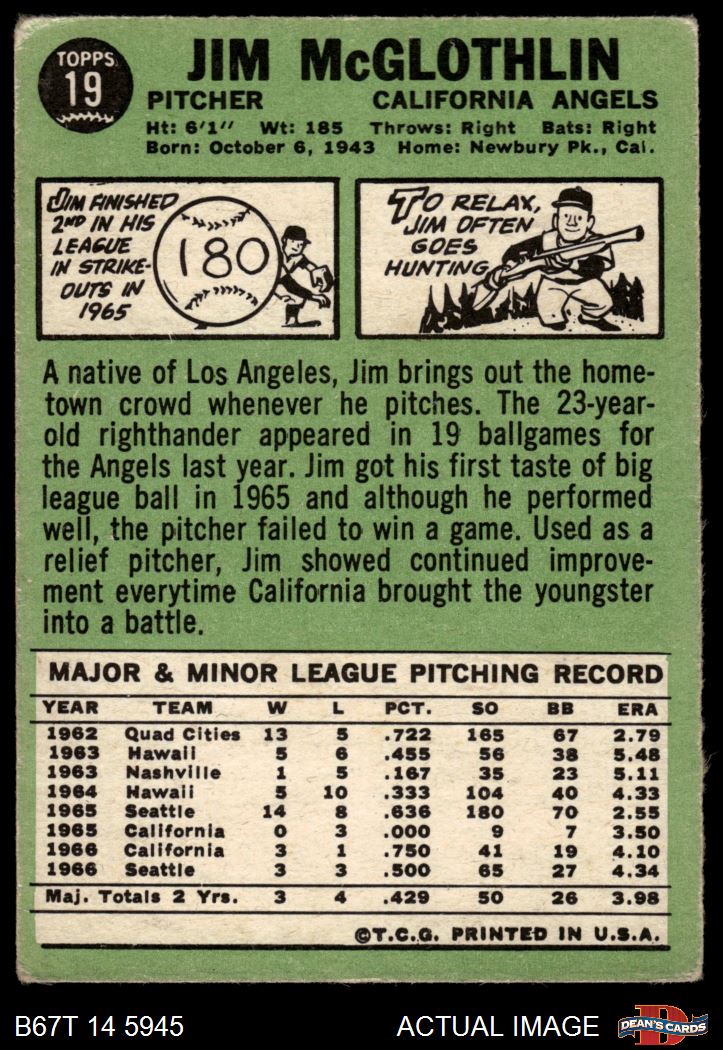 TOPPS
19
JIM McGLOTHLIN
PITCHER CALIFORNIA ANGELS
Ht: 6'1" Wt: 185 Throws: Right Bats: Right
Born: October 6, 1943 Home: Newbury Pk., Cal.
JIM FINISHED
2ND IN HIS
LEAGUE
IN STRIKE-
OUTS IN
1965
180
TO RELAX,
JIM OFTEN
GOES
HUNTING
A native of Los Angeles, Jim brings out the home-
town crowd whenever he pitches. The 23-year-
old righthander appeared in 19 ballgames for
the Angels last year. Jim got his first taste of big
league ball in 1965 and although he performed
well, the pitcher failed to win a game. Used as a
relief pitcher, Jim showed continued improve-
ment everytime California brought the youngster
into a battle.
MAJOR & MINOR LEAGUE PITCHING RECORD
YEAR TEAM W L PCT. SO BB ERA
1962 Quad Cities 13 5 .722 165 67 2.79
1963 Hawaii 5 6 .455 56 38 5.48
1963 Nashville 1 5 .167 35 23 5.11
1964 Hawaii 5 10 .333 104 40 4.33
1965 Seattle 14 8 .636 180 70 2.55
1965 California 0 3 .000 9 7 3.50
1966 California 3 1 .750 41 19 4.10
1966 Seattle 3 3 .500 65 27 4.34
Maj. Totals 2 Yrs. 3 4 .429 50 26 3.98
©T.C.G. PRINTED IN U.S.A.
B67T 14 5945 ACTUAL IMAGE
D
DEAN'S CARDS